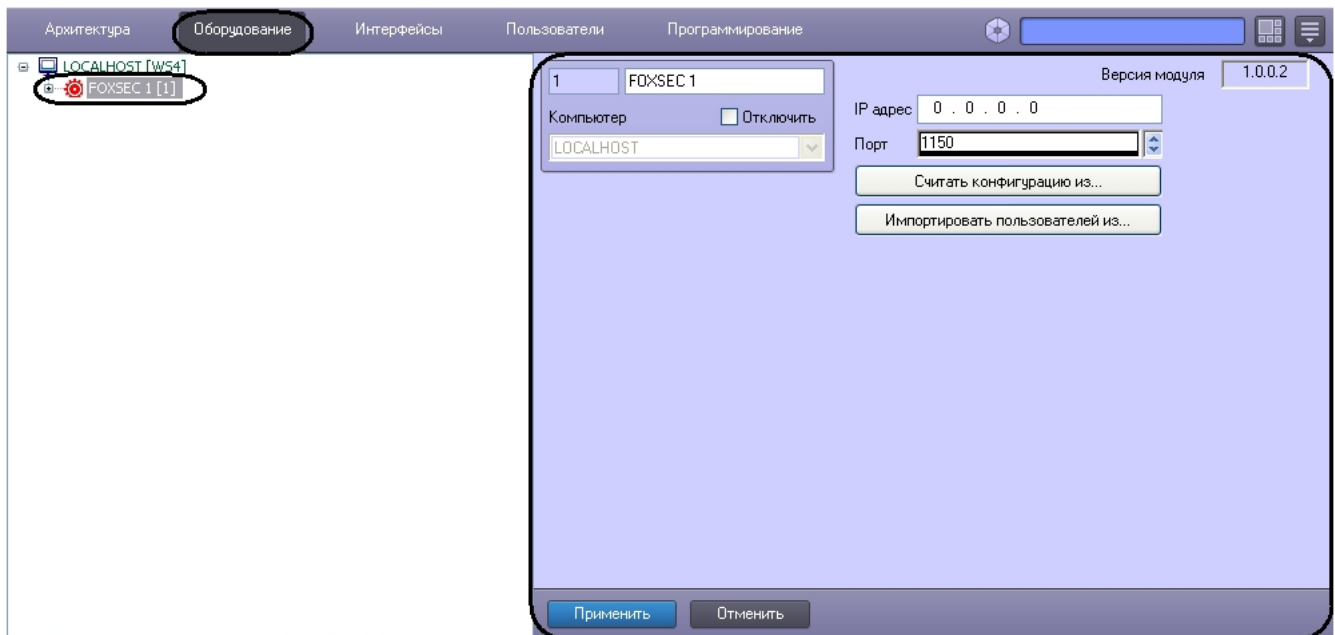 Архитектура Оборудование Интерфейсы Пользователи Программирование
LOCALHOST [WS4]
FOXSEC 1 [1]
1 FOXSEC 1 Версия модуля 1.0.0.2
Компьютер Отключить IP адрес 0 . 0 . 0 . 0
LOCALHOST Порт 1150
Считать конфигурацию из...
Импортировать пользователей из...
Применить Отменить